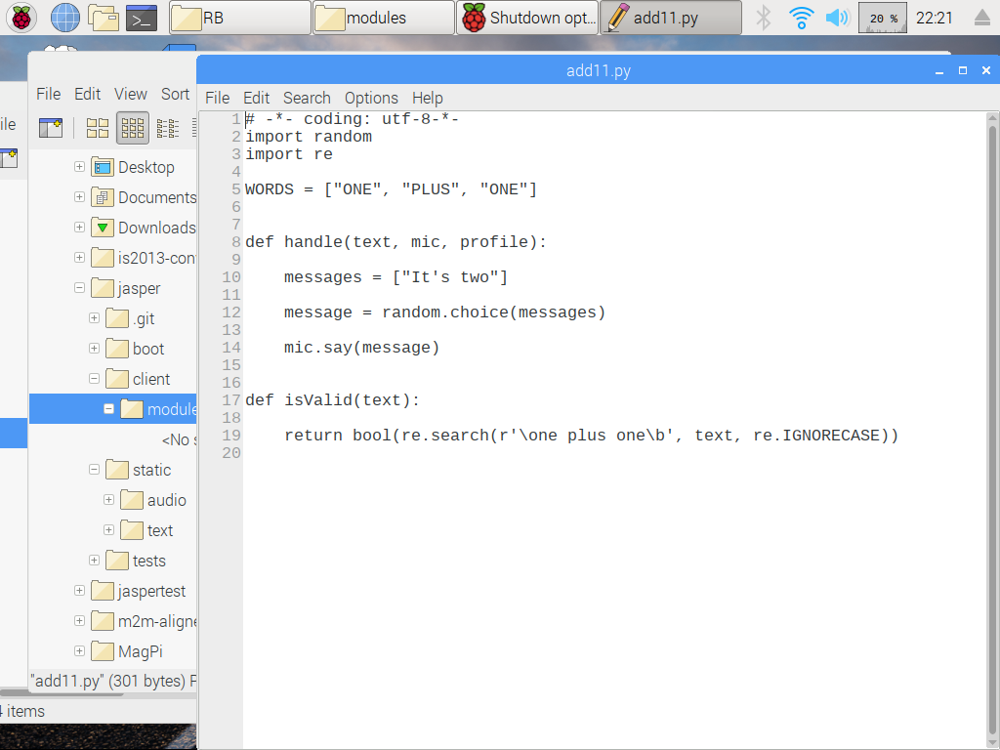 RB
modules
Shutdown opt...
add11.py
20 %
22:21
add11.py
File Edit View Sort
File Edit Search Options Help
ile
Desktop
Documents
Downloads
is2013-con
jasper
.git
boot
client
module
<No s
static
audio
text
tests
jaspertest
m2m-aligne
MagPi
"add11.py" (301 bytes) P
4 items
1 # -*- coding: utf-8-*-
2 import random
3 import re
4
5 WORDS = ["ONE", "PLUS", "ONE"]
6
7
8 def handle(text, mic, profile):
9
10     messages = ["It's two"]
11
12     message = random.choice(messages)
13
14     mic.say(message)
15
16
17 def isValid(text):
18
19     return bool(re.search(r'\one plus one\b', text, re.IGNORECASE))
20